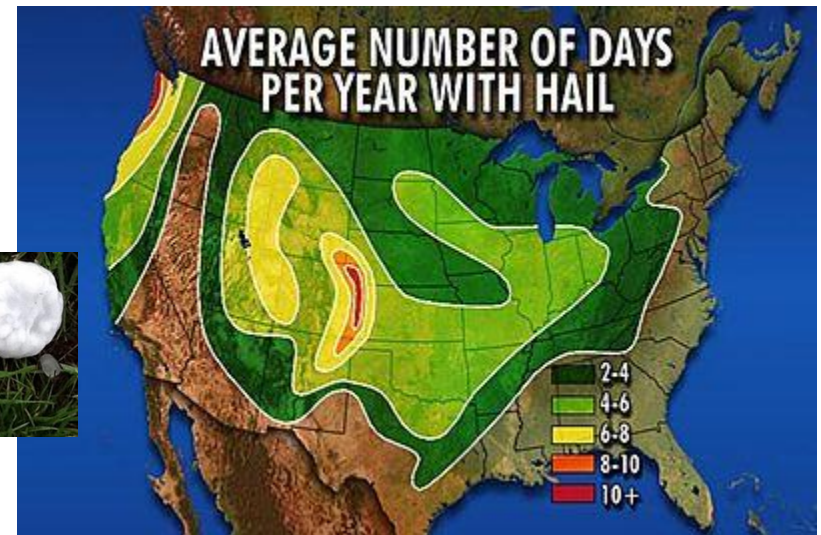 AVERAGE NUMBER OF DAYS
PER YEAR WITH HAIL
2-4
4-6
6-8
8-10
10+